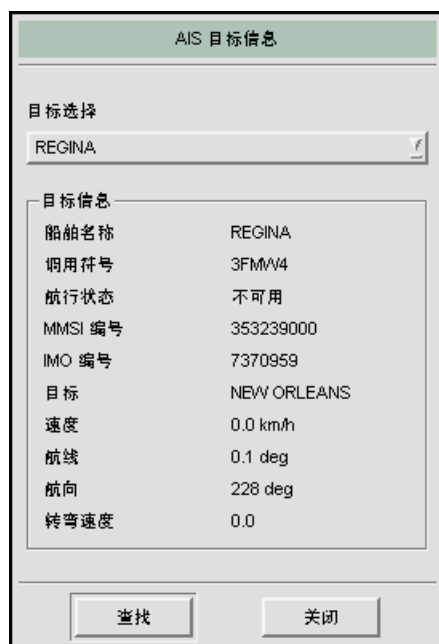 AIS 目标信息
目标选择
REGINA
目标信息
船舶名称 REGINA
调用符号 3FMW4
航行状态 不可用
MMSI 编号 353239000
IMO 编号 7370959
目标 NEW ORLEANS
速度 0.0 km/h
航线 0.1 deg
航向 228 deg
转弯速度 0.0
查找 关闭